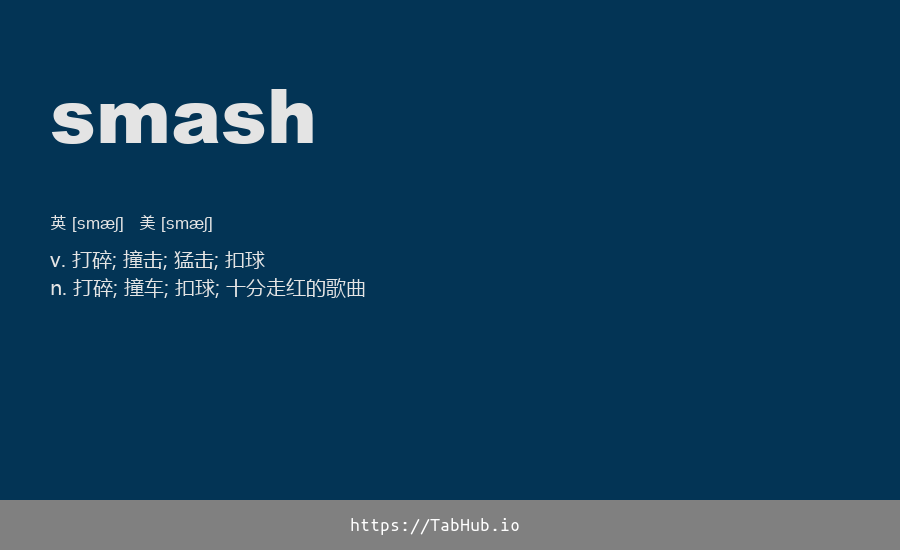 smash
英 [smæʃ] 美 [smæʃ]
v. 打碎; 撞击; 猛击; 扣球
n. 打碎; 撞车; 扣球; 十分走红的歌曲
https://TabHub.io